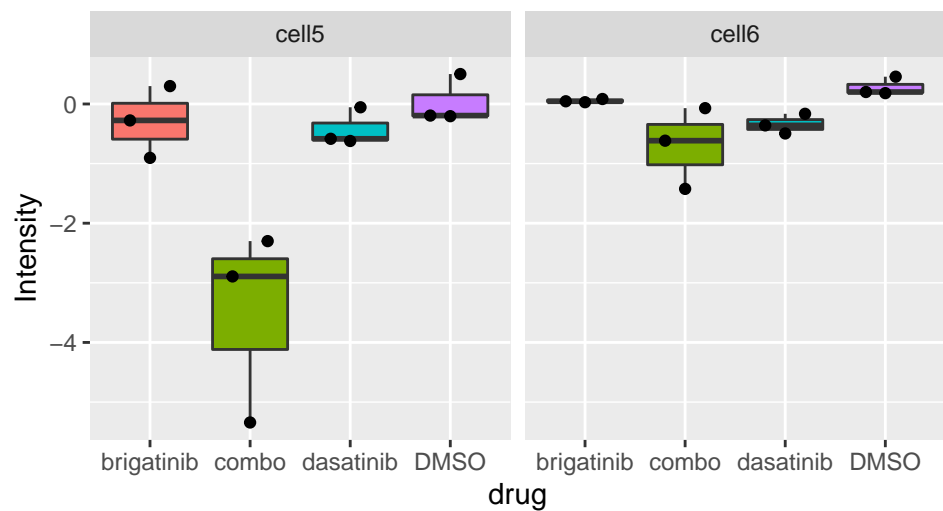 cell5 cell6
Intensity
0
−2
−4
brigatinib combo dasatinib DMSO brigatinib combo dasatinib DMSO
drug